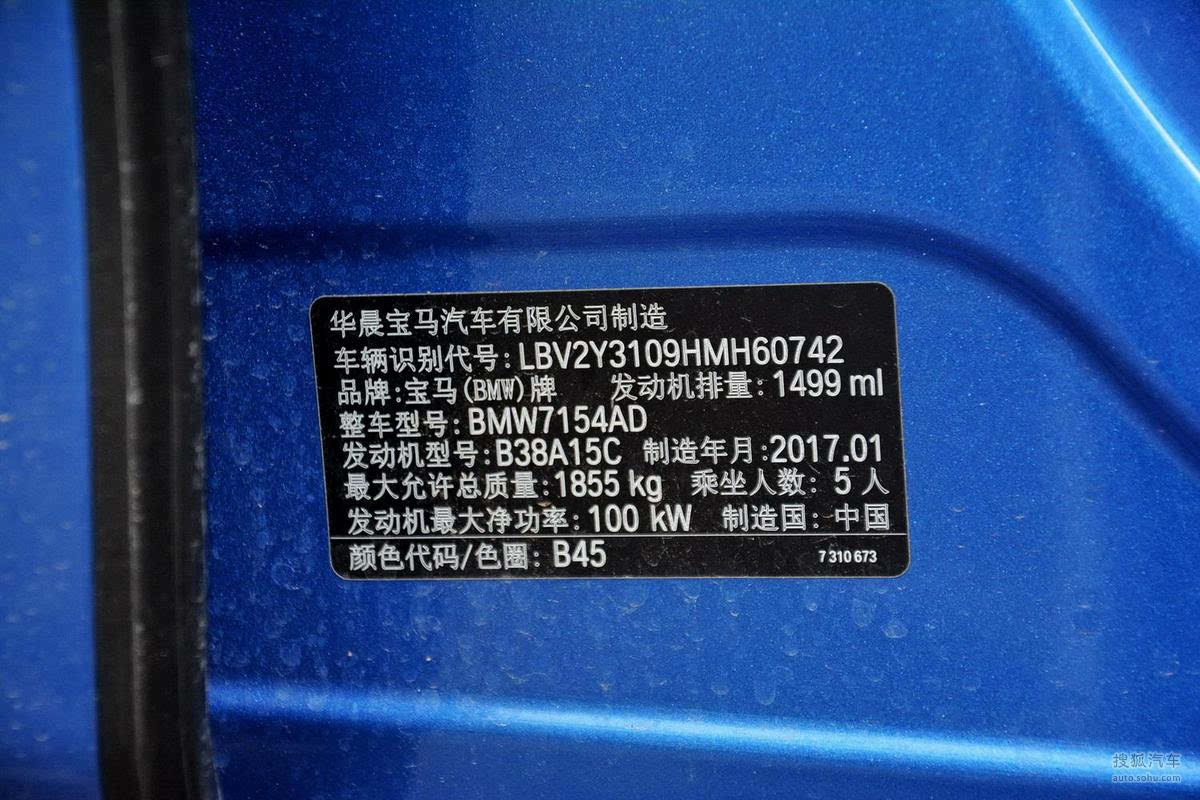 华晨宝马汽车有限公司制造
车辆识别代号:LBV2Y3109HMH60742
品牌:宝马(BMW)牌 发动机排量:1499 ml
整车型号:BMW7154AD
发动机型号:B38A15C 制造年月:2017.01
最大允许总质量:1855 kg 乘坐人数: 5 人
发动机最大净功率:100 kW 制造国: 中国
颜色代码/色圈: B45 7 310 673
搜狐汽车
auto.sohu.com